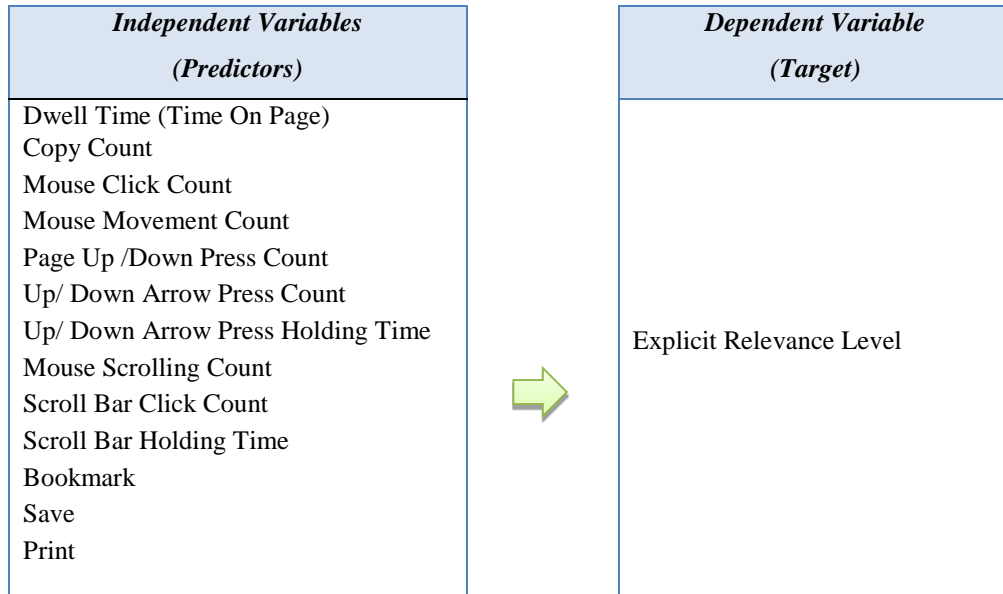 Independent Variables
(Predictors)
Dwell Time (Time On Page)
Copy Count
Mouse Click Count
Mouse Movement Count
Page Up /Down Press Count
Up/ Down Arrow Press Count
Up/ Down Arrow Press Holding Time
Mouse Scrolling Count
Scroll Bar Click Count
Scroll Bar Holding Time
Bookmark
Save
Print
Dependent Variable
(Target)
Explicit Relevance Level